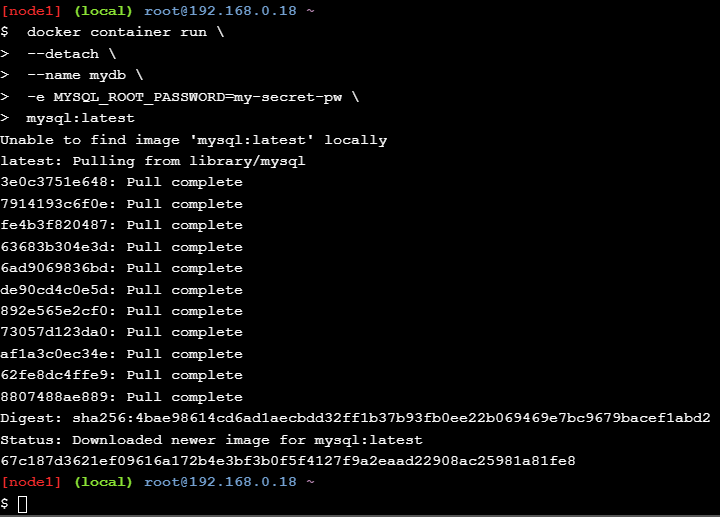 [node1] (local) root@192.168.0.18 ~
$  docker container run \
>  --detach \
>  --name mydb \
>  -e MYSQL_ROOT_PASSWORD=my-secret-pw \
>  mysql:latest
Unable to find image 'mysql:latest' locally
latest: Pulling from library/mysql
3e0c3751e648: Pull complete
7914193c6f0e: Pull complete
fe4b3f820487: Pull complete
63683b304e3d: Pull complete
6ad9069836bd: Pull complete
de90cd4c0e5d: Pull complete
892e565e2cf0: Pull complete
73057d123da0: Pull complete
af1a3c0ec34e: Pull complete
62fe8dc4ffe9: Pull complete
8807488ae889: Pull complete
Digest: sha256:4bae98614cd6ad1aecbdd32ff1b37b93fb0ee22b069469e7bc9679bacef1abd2
Status: Downloaded newer image for mysql:latest
67c187d3621ef09616a172b4e3bf3b0f5f4127f9a2eaad22908ac25981a81fe8
[node1] (local) root@192.168.0.18 ~
$